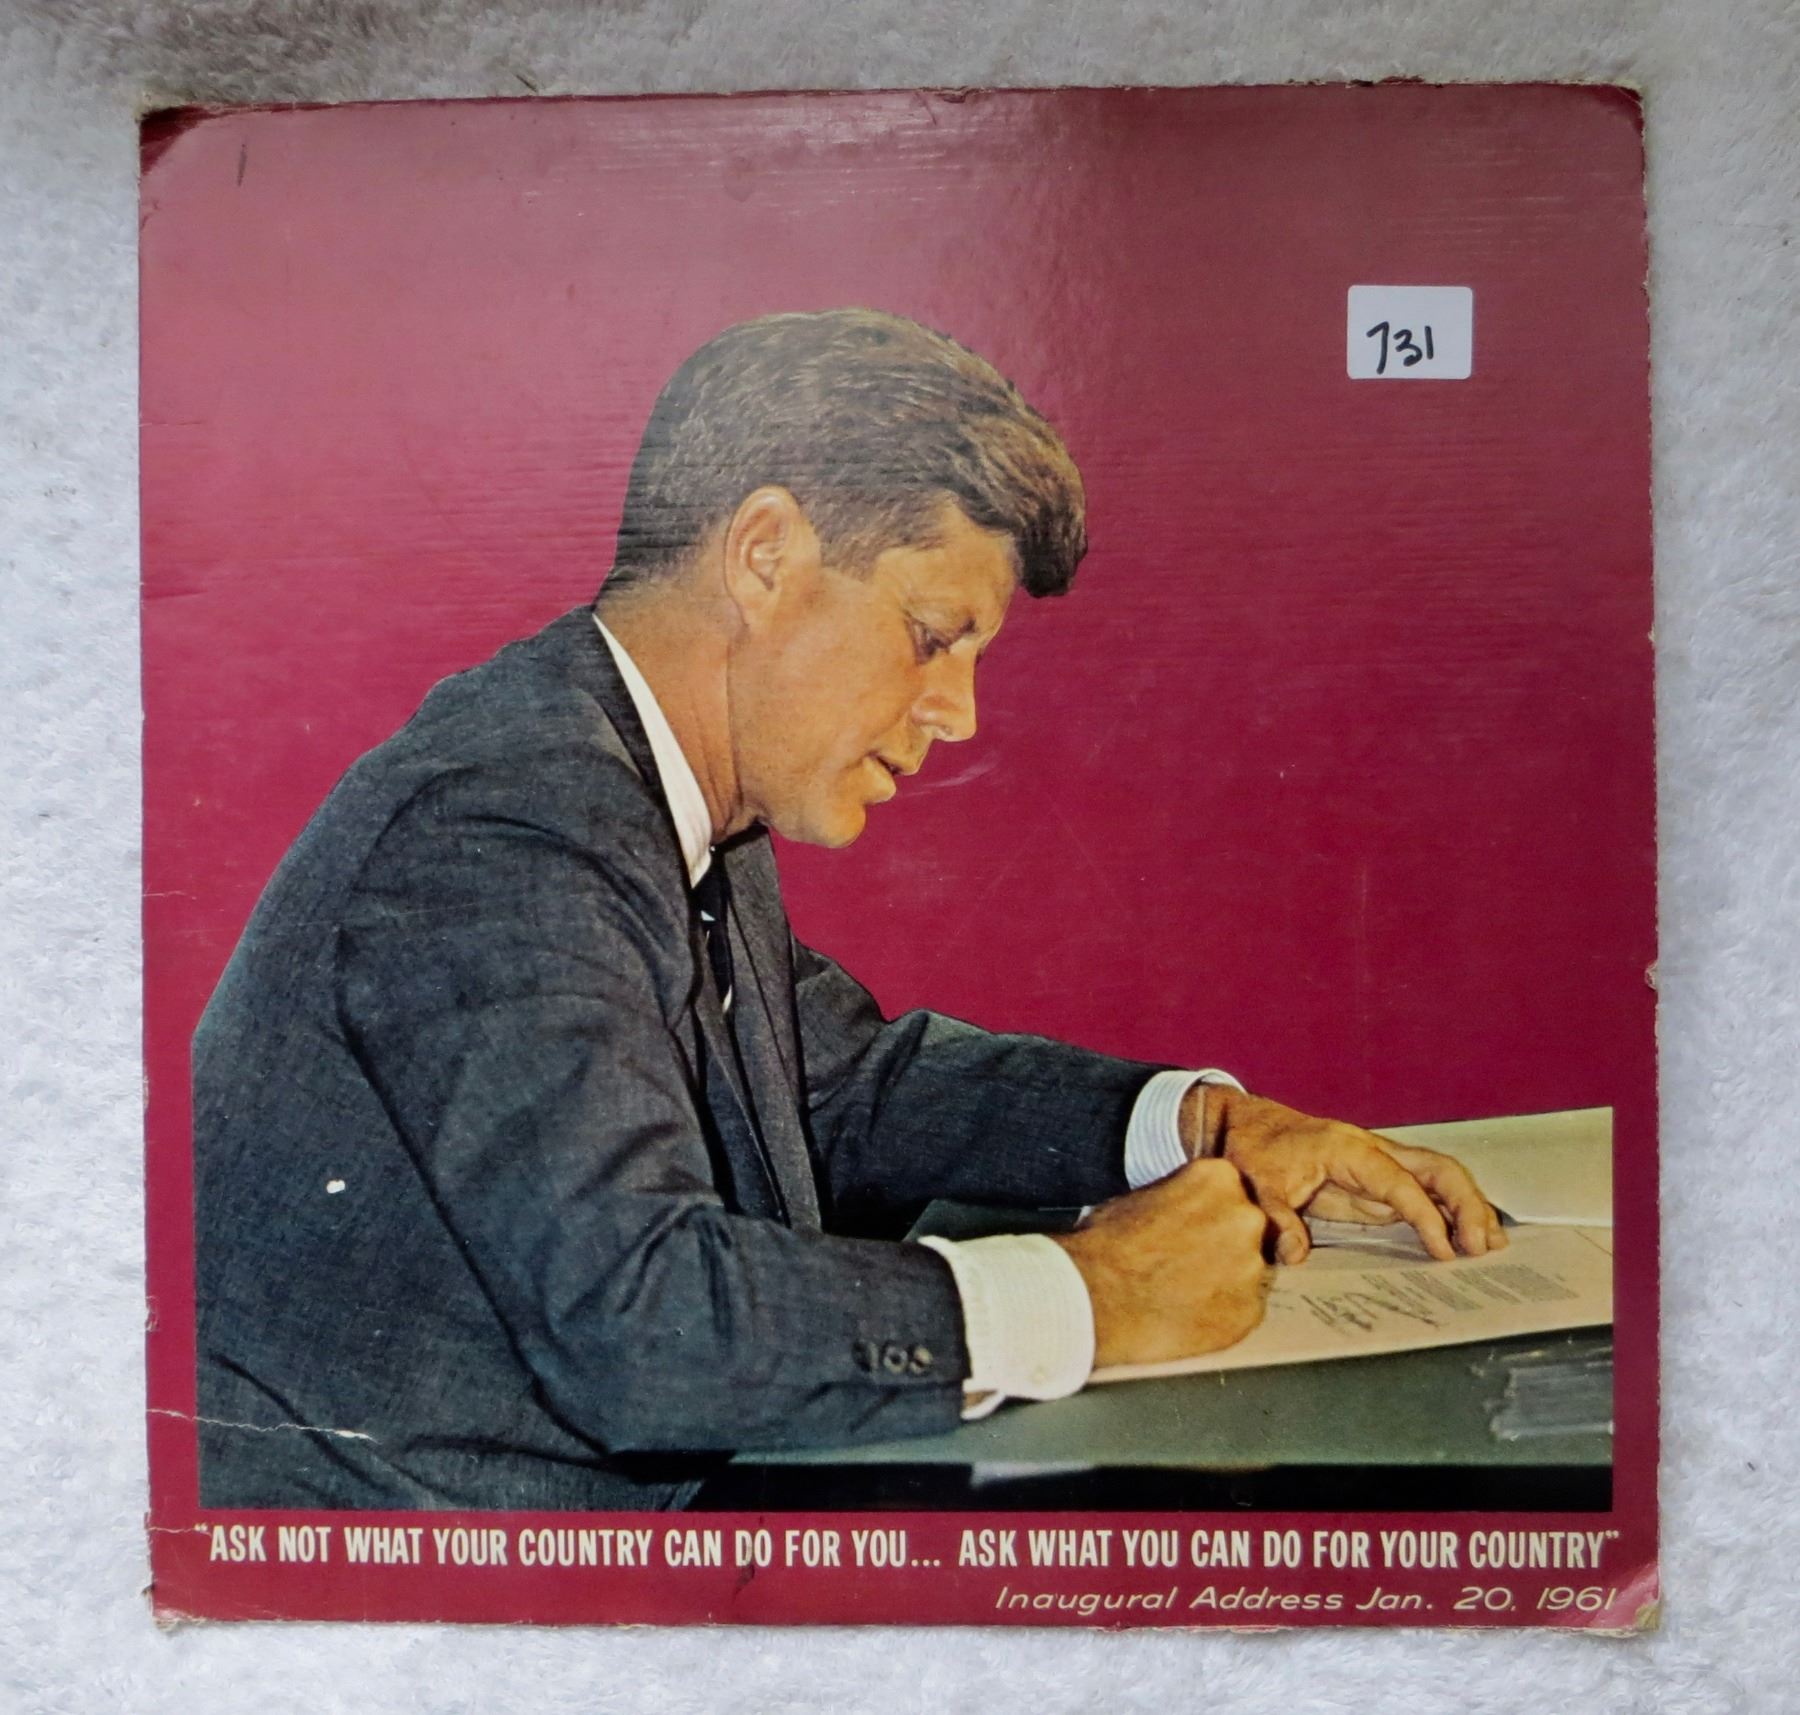 731
"ASK NOT WHAT YOUR COUNTRY CAN DO FOR YOU... ASK WHAT YOU CAN DO FOR YOUR COUNTRY"
Inaugural Address Jan. 20, 1961